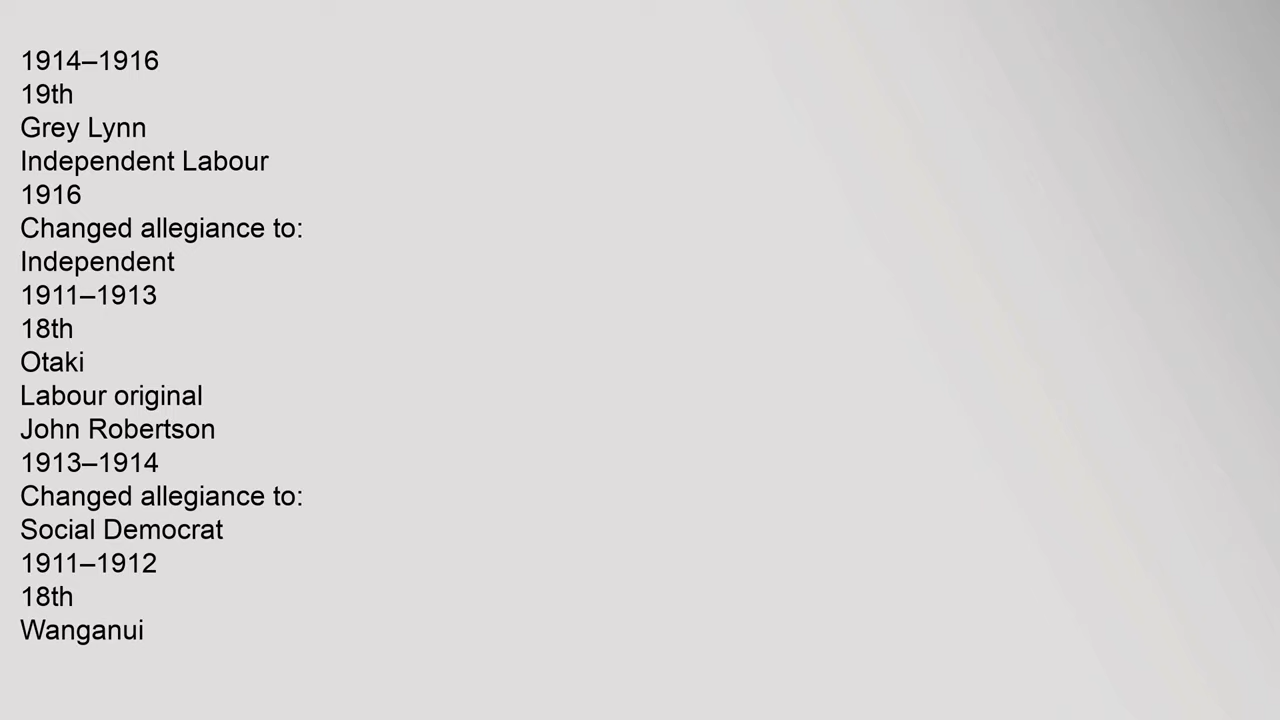 1914–1916
19th
Grey Lynn
Independent Labour
1916
Changed allegiance to:
Independent
1911–1913
18th
Otaki
Labour original
John Robertson
1913–1914
Changed allegiance to:
Social Democrat
1911–1912
18th
Wanganui